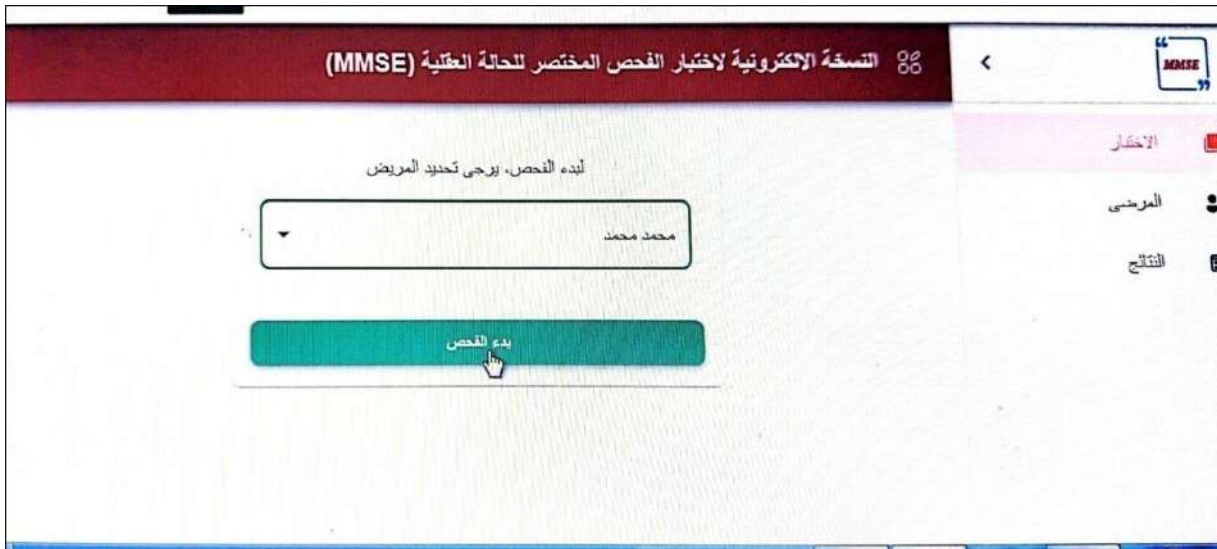 MMSE
النسخة الالكترونية لاختبار الفحص المختصر للحالة العقلية (MMSE)
الاختبار
المرضى
النتائج
لبدء الفحص، يرجى تحديد المريض
محمد محمد
بدء الفحص